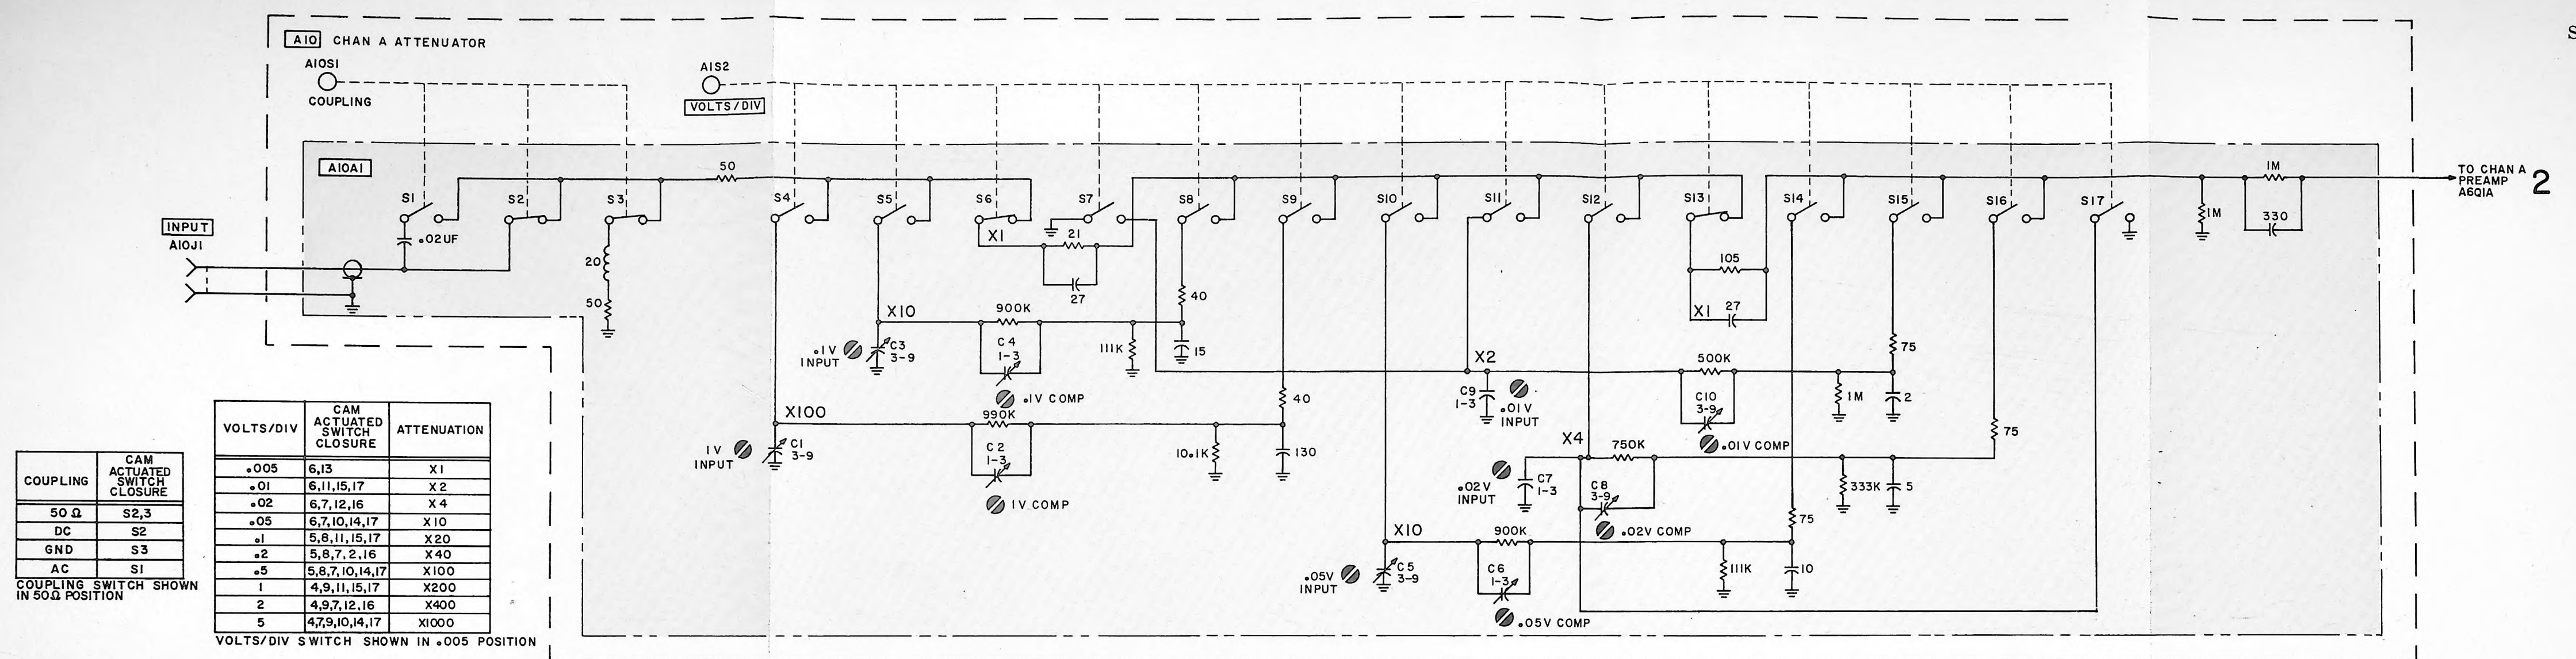 S
A10 CHAN A ATTENUATOR
A10S1
COUPLING
A1S2
VOLTS/DIV
A10A1
INPUT
A10J1
S1
S2
S3
50
S4
S5
S6
S7
S8
S9
S10
S11
S12
S13
S14
S15
S16
S17
1M
TO CHAN A
PREAMP
A6Q1A
2
.02UF
20
50
X1
21
27
40
105
X1 27
1M
330
X10
900K
.1V
INPUT
C3
3-9
C4
1-3
111K
15
.1V COMP
X2
500K
75
C9
1-3
.01V
INPUT
C10
3-9
1M
2
.01V COMP
X100
990K
40
1V
INPUT
C1
3-9
C2
1-3
10.1K
130
1V COMP
X4
750K
75
.02V
INPUT
C7
1-3
C8
3-9
333K
5
.02V COMP
X10
900K
75
.05V
INPUT
C5
3-9
C6
1-3
111K
10
.05V COMP
COUPLING
CAM
ACTUATED
SWITCH
CLOSURE
50 Ω S2,3
DC S2
GND S3
AC S1
COUPLING SWITCH SHOWN
IN 50Ω POSITION
VOLTS/DIV
CAM
ACTUATED
SWITCH
CLOSURE
ATTENUATION
.005 6,13 X1
.01 6,11,15,17 X2
.02 6,7,12,16 X4
.05 6,7,10,14,17 X10
.1 5,8,11,15,17 X20
.2 5,8,7,2,16 X40
.5 5,8,7,10,14,17 X100
1 4,9,11,15,17 X200
2 4,9,7,12,16 X400
5 4,7,9,10,14,17 X1000
VOLTS/DIV SWITCH SHOWN IN .005 POSITION